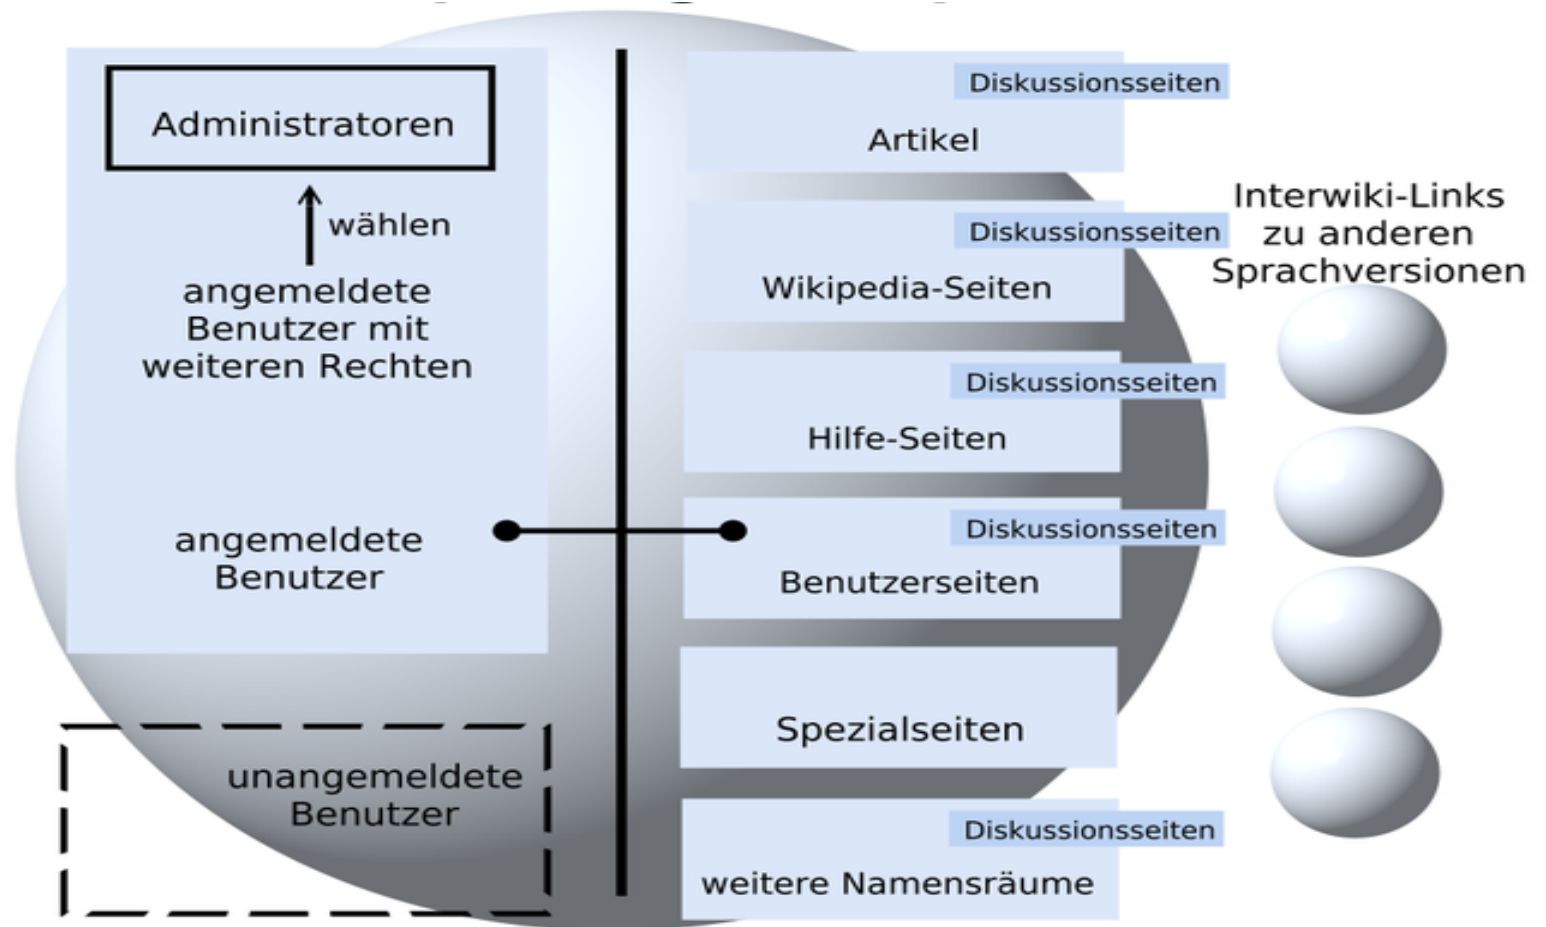 Administratoren
wählen
angemeldete
Benutzer mit
weiteren Rechten
angemeldete
Benutzer
unangemeldete
Benutzer
Diskussionsseiten
Artikel
Diskussionsseiten
Wikipedia-Seiten
Diskussionsseiten
Hilfe-Seiten
Diskussionsseiten
Benutzerseiten
Spezialseiten
Diskussionsseiten
weitere Namensräume
Interwiki-Links
zu anderen
Sprachversionen